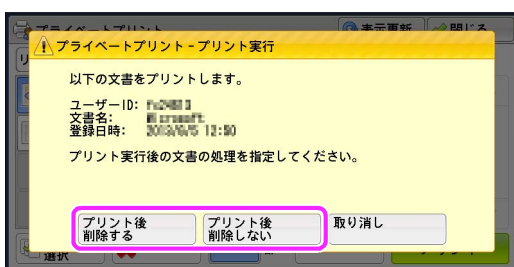 プライベートプリント
表示更新
閉じる
プライベートプリント - プリント実行
以下の文書をプリントします。
ユーザーID:
文書名:
登録日時: 2013/6/5 12:50
プリント実行後の文書の処理を指定してください。
プリント後
削除する
プリント後
削除しない
取り消し
選択